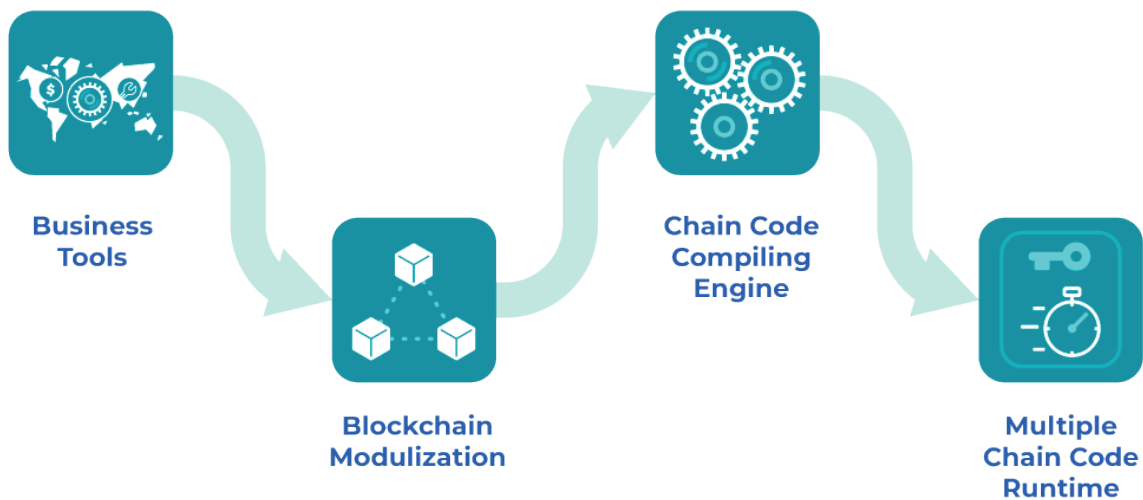 Business
Tools
Blockchain
Modulization
Chain Code
Compiling
Engine
Multiple
Chain Code
Runtime
$